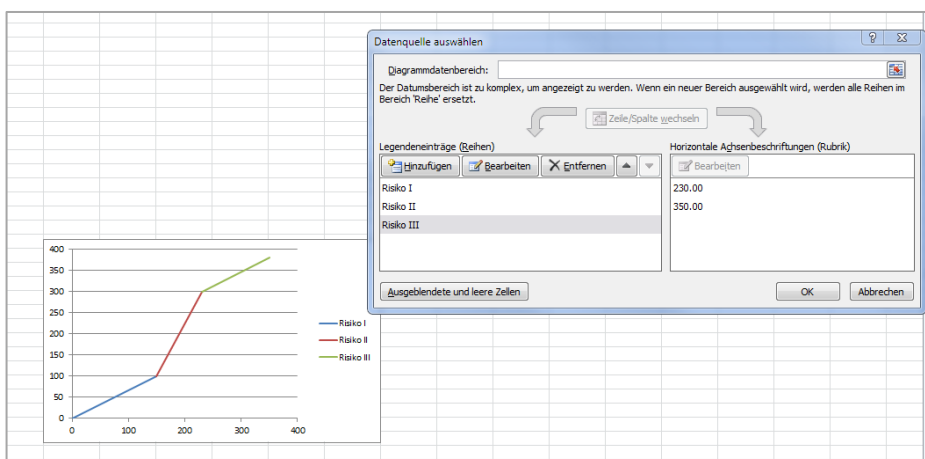 Datenquelle auswählen
Diagrammdatenbereich:
Der Datumsbereich ist zu komplex, um angezeigt zu werden. Wenn ein neuer Bereich ausgewählt wird, werden alle Reihen im
Bereich 'Reihe' ersetzt.
Zeile/Spalte wechseln
Legendeneinträge (Reihen)
Horizontale Achsenbeschriftungen (Rubrik)
Hinzufügen
Bearbeiten
Entfernen
Bearbeiten
Risiko I
230.00
Risiko II
350.00
Risiko III
Ausgeblendete und leere Zellen
OK
Abbrechen
400
350
300
250
200
150
100
50
0
0
100
200
300
400
Risiko I
Risiko II
Risiko III